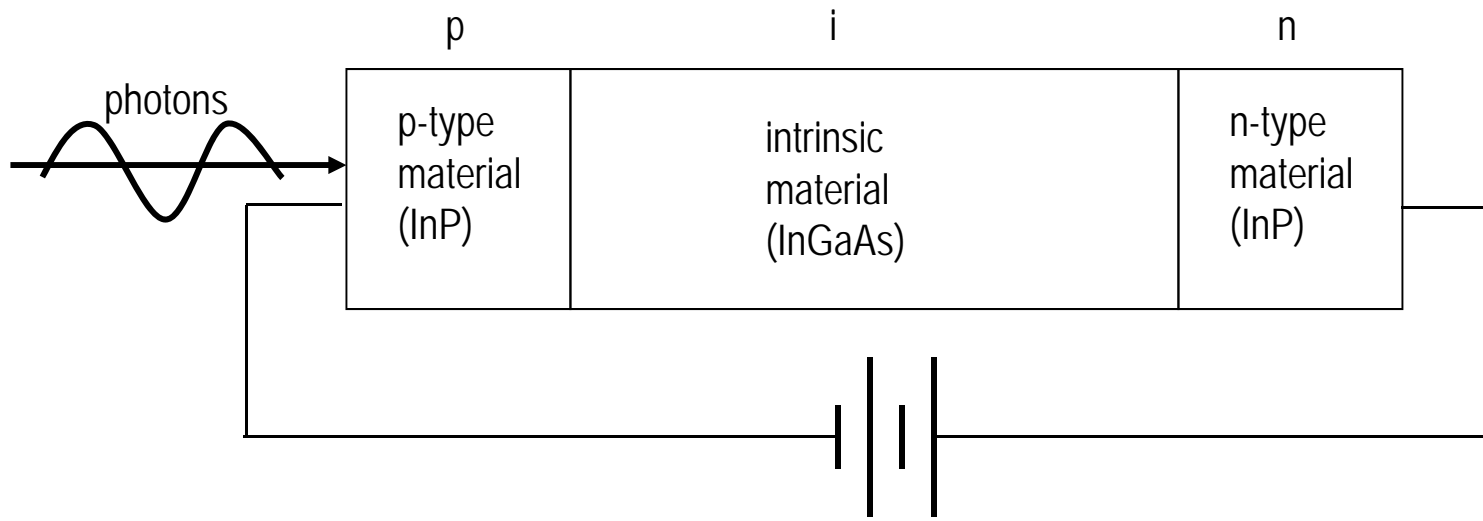 p
i
n
photons
p-type
material
(InP)
intrinsic
material
(InGaAs)
n-type
material
(InP)